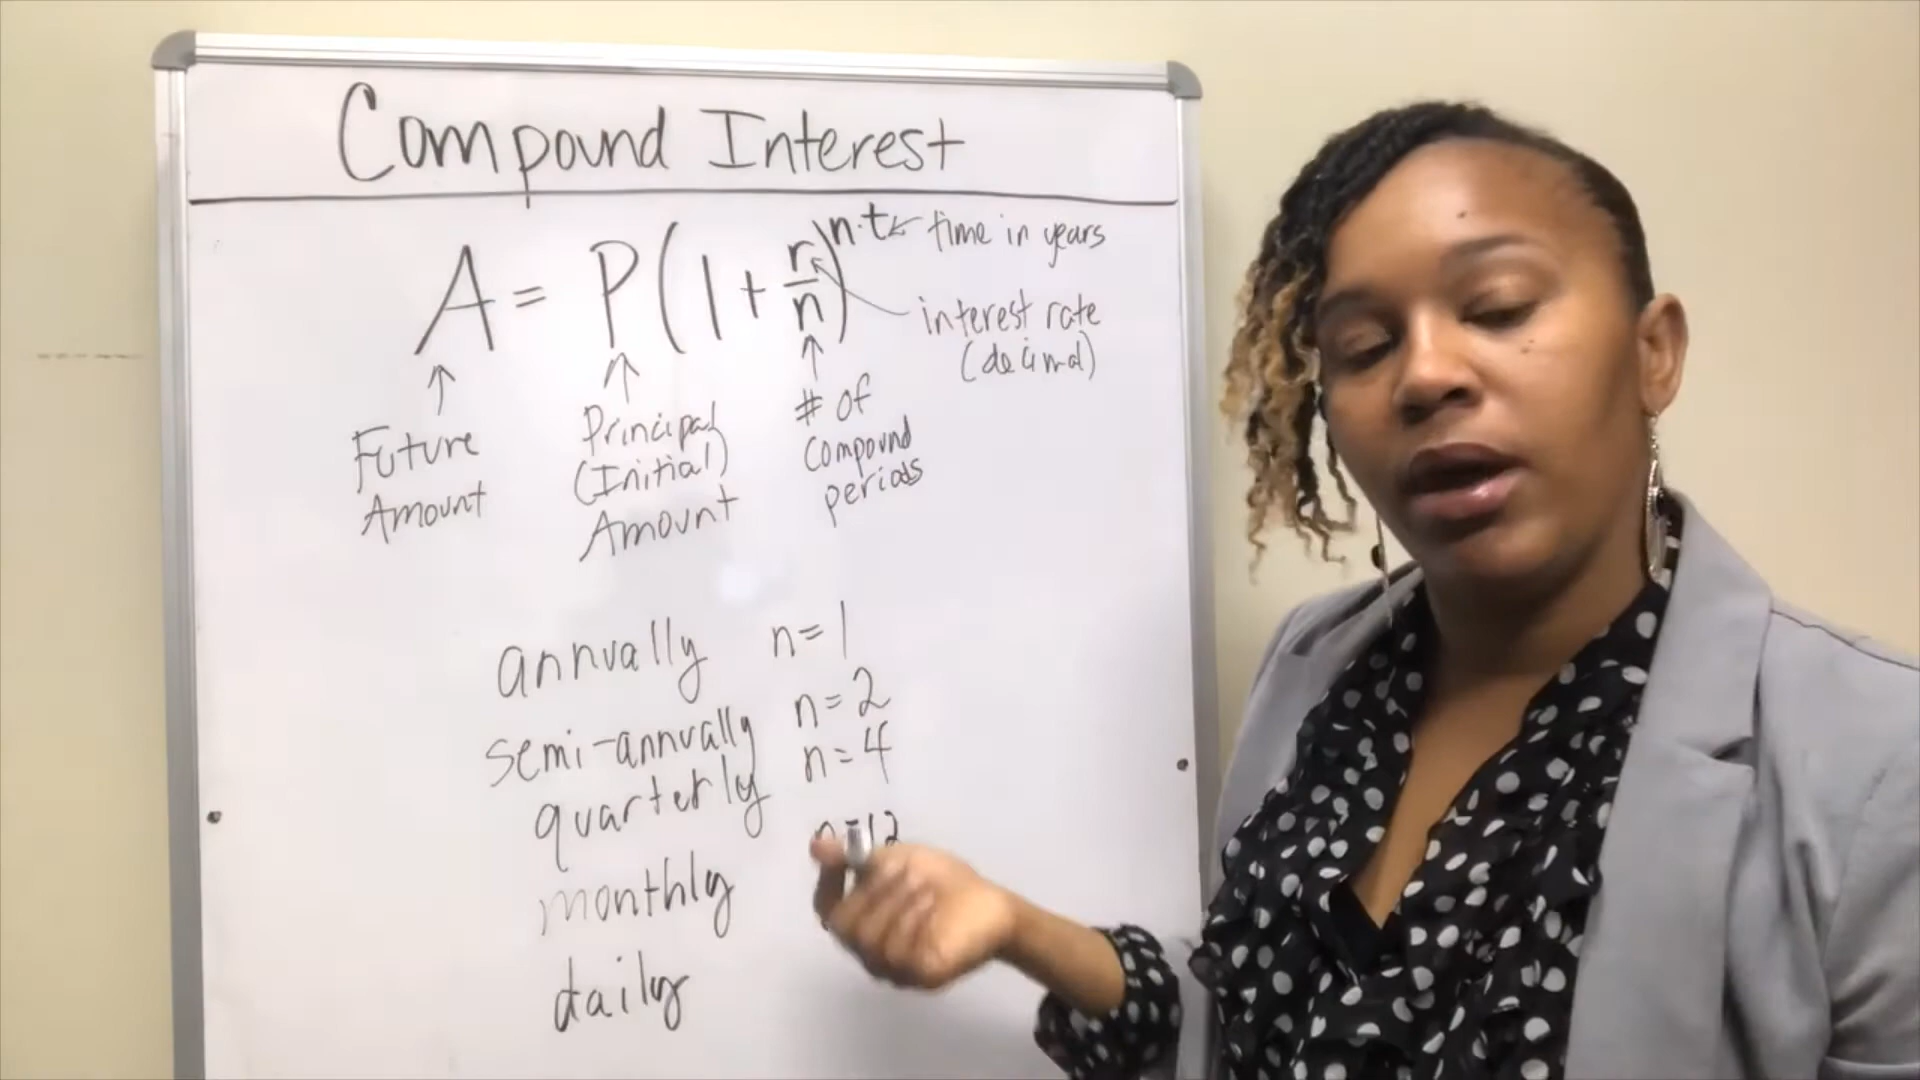 Compound Interest
A = P(1 + r/n)^n·t ← time in years
interest rate
(decimal)
Future
Amount
Principal
(Initial)
Amount
# of
compound
periods
annually n=1
semi-annually n=2
quarterly n=4
monthly n=12
daily